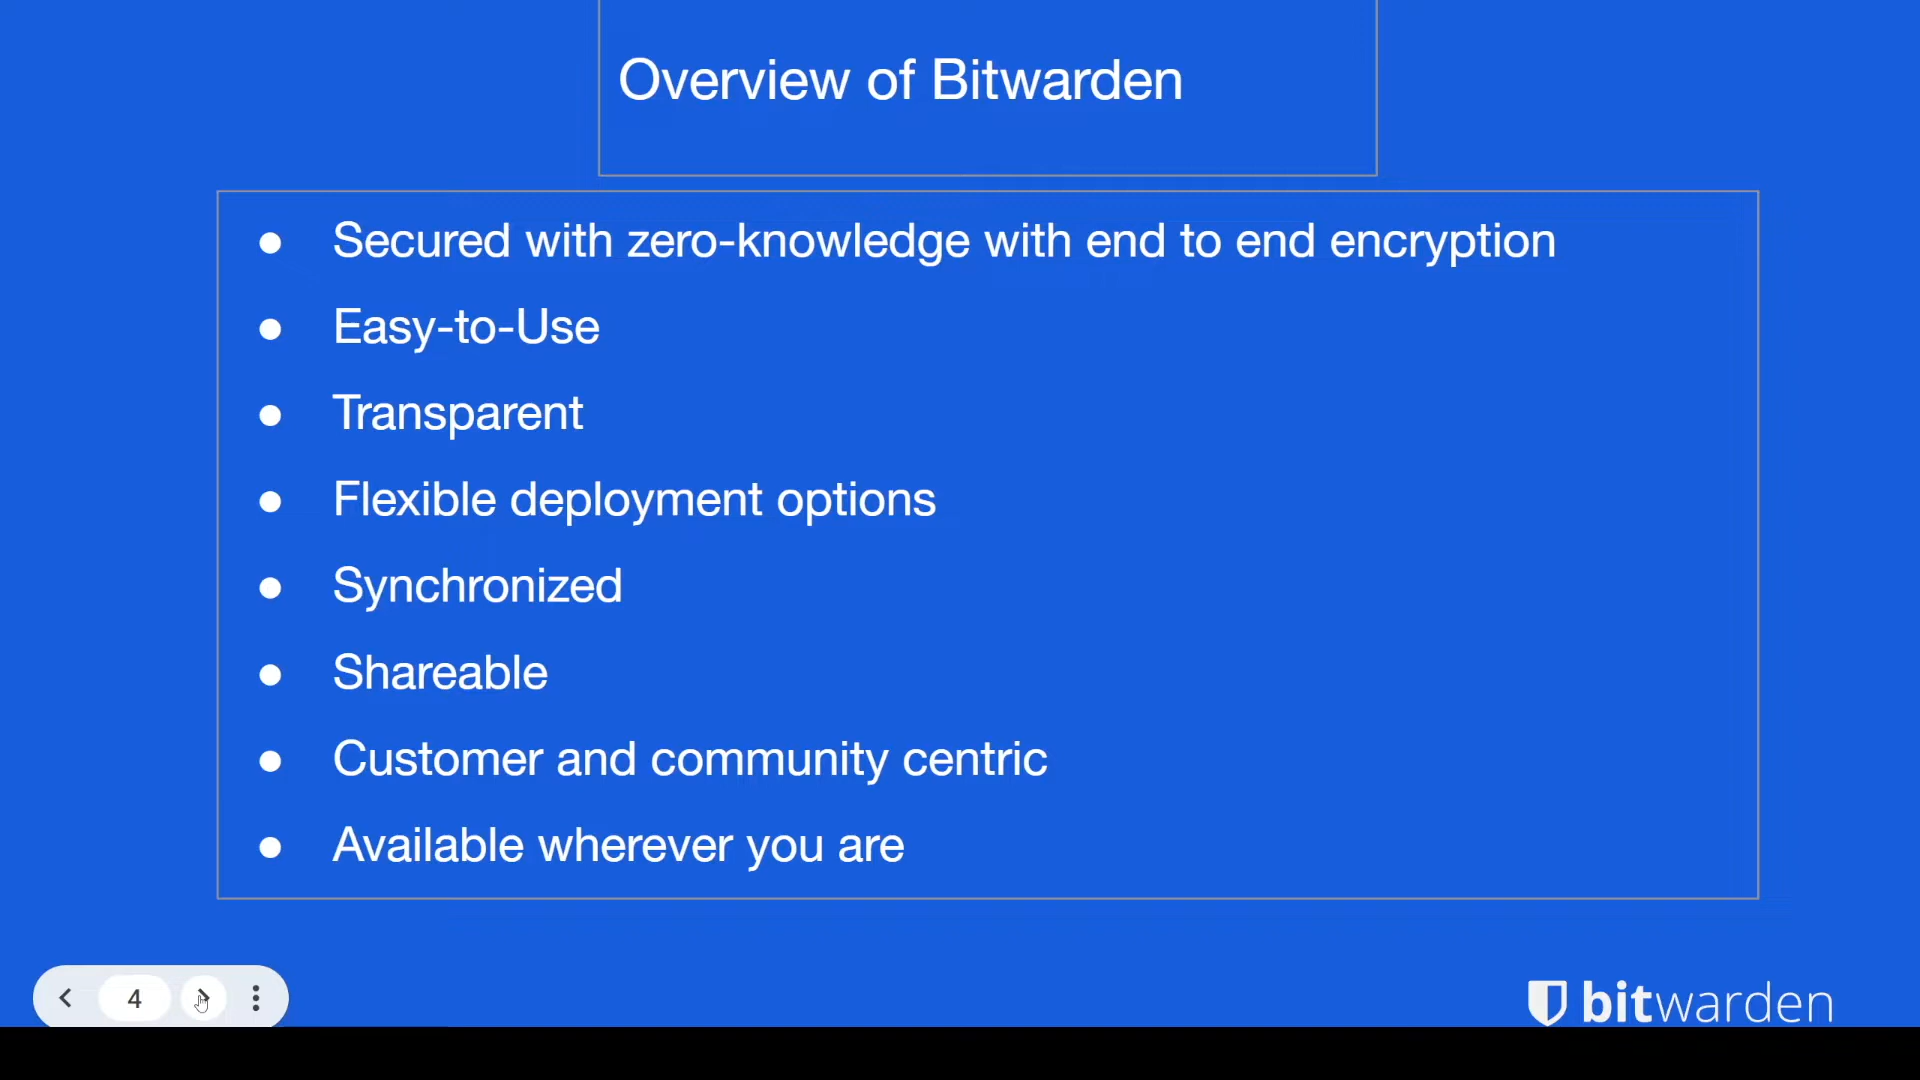 Overview of Bitwarden
● Secured with zero-knowledge with end to end encryption
● Easy-to-Use
● Transparent
● Flexible deployment options
● Synchronized
● Shareable
● Customer and community centric
● Available wherever you are
4
bitwarden